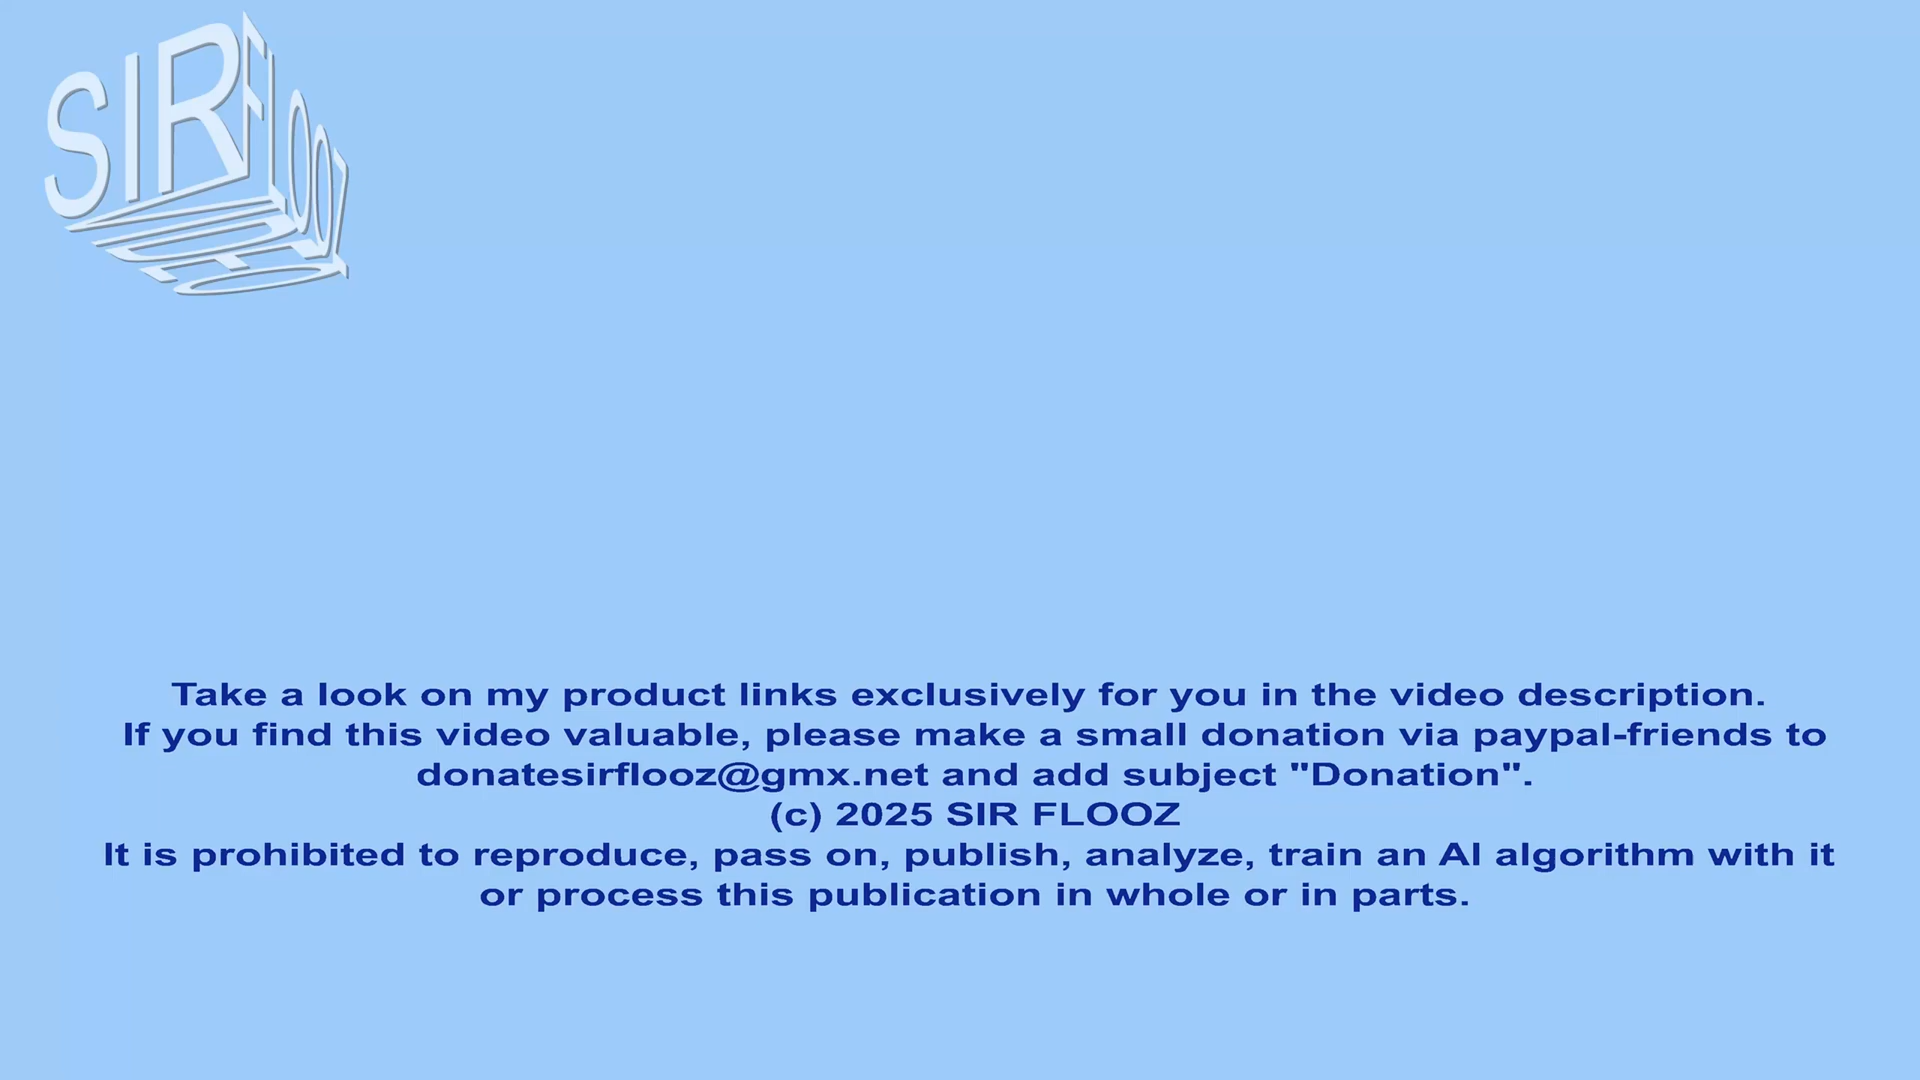 SIR
FLOOZ
Take a look on my product links exclusively for you in the video description.
If you find this video valuable, please make a small donation via paypal-friends to
donatesirflooz@gmx.net and add subject "Donation".
(c) 2025 SIR FLOOZ
It is prohibited to reproduce, pass on, publish, analyze, train an AI algorithm with it
or process this publication in whole or in parts.